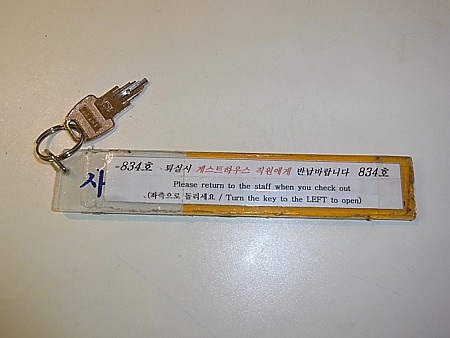 사
-834호 퇴실시 게스트하우스 직원에게 반납바랍니다 834호
Please return to the staff when you check out
.(좌측으로 돌리세요 / Turn the key to the LEFT to open)